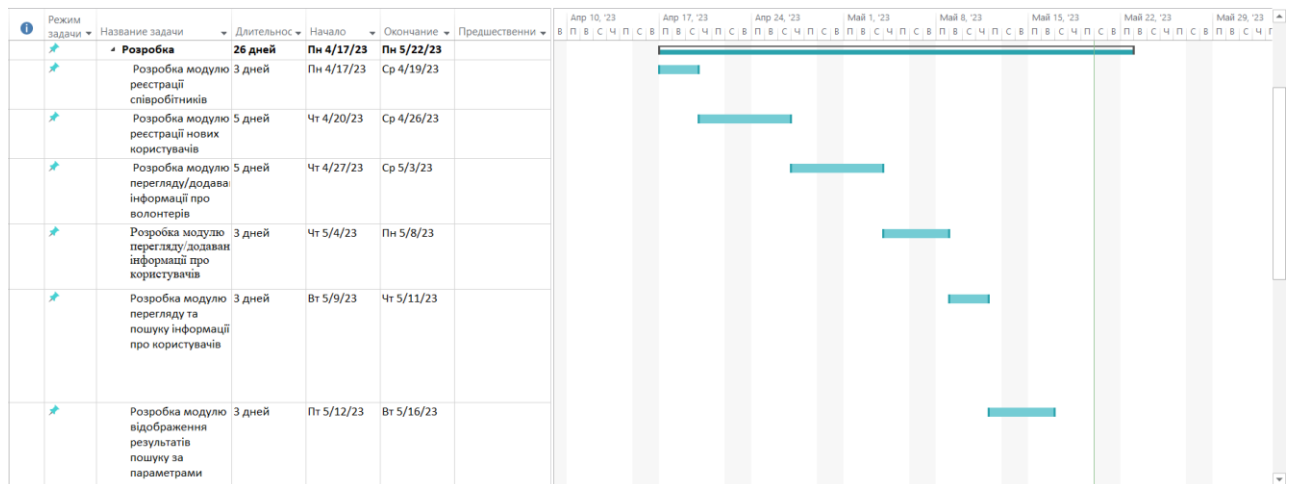 Апр 10, '23 Апр 17, '23 Апр 24, '23 Май 1, '23 Май 8, '23 Май 15, '23 Май 22, '23 Май 29, '23
Режим
задачи Название задачи Длительнос Начало Окончание Предшественни
В П В С Ч П С В П В С Ч П С В П В С Ч П С В П В С Ч П С В П В С Ч П С В П В С Ч П С В П В С Ч П С В П В С Ч П
Розробка 26 дней Пн 4/17/23 Пн 5/22/23
Розробка модулю 3 дней Пн 4/17/23 Ср 4/19/23
реєстрації
співробітників
Розробка модулю 5 дней Чт 4/20/23 Ср 4/26/23
реєстрації нових
користувачів
Розробка модулю 5 дней Чт 4/27/23 Ср 5/3/23
перегляду/додава
інформації про
волонтерів
Розробка модулю 3 дней Чт 5/4/23 Пн 5/8/23
перегляду/додаван
інформації про
користувачів
Розробка модулю 3 дней Вт 5/9/23 Чт 5/11/23
перегляду та
пошуку інформації
про користувачів
Розробка модулю 3 дней Пт 5/12/23 Вт 5/16/23
відображення
результатів
пошуку за
параметрами